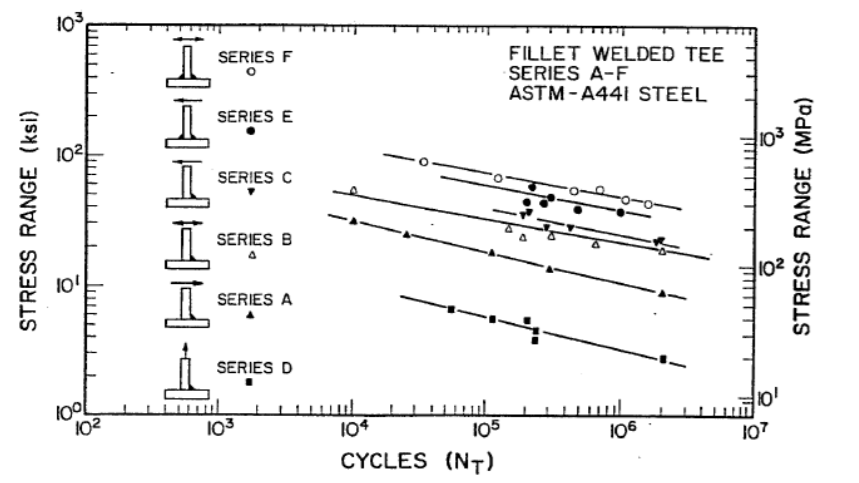 10³
SERIES F
FILLET WELDED TEE
SERIES A-F
ASTM-A441 STEEL
SERIES E
10³
10²
SERIES C
SERIES B
10²
10¹
SERIES A
SERIES D
10¹
10⁰
10²
10³
10⁴
10⁵
10⁶
10⁷
STRESS RANGE (ksi)
STRESS RANGE (MPa)
CYCLES (N_T)